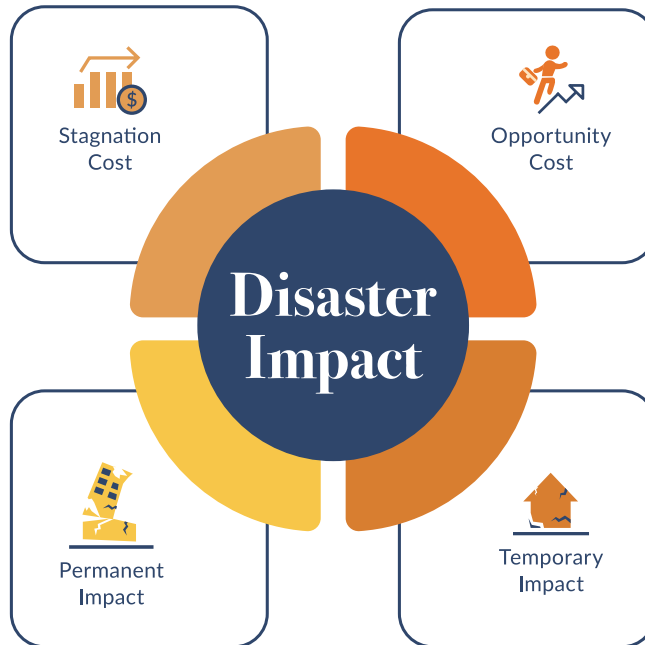 $
Stagnation
Cost
Opportunity
Cost
Disaster
Impact
Permanent
Impact
Temporary
Impact